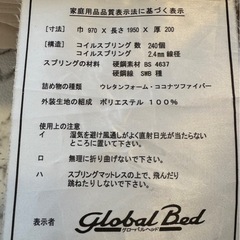 家庭用品品質表示法に基づく表示
［寸法］ 巾 970 X 長さ 1950 X 厚 200
［構造］ コイルスプリング 数 240個
コイルスプリング 2.4mm 線径
スプリングの材料 硬鋼素材 BS 4637
硬鋼線 SWB 種
詰め物の種類 ウレタンフォーム・ココナツファイバー
外装生地の組成 ポリエステル 100%
使用上の注意
イ 湿気を避け風通しがよく直射日光が当たらない
ところに置いて下さい。
ロ 無理に折り曲げないで下さい。
ハ スプリングマットレスの上で、飛んだり
跳ねたりしないで下さい。
表示者 Global Bed
グローバルベッド